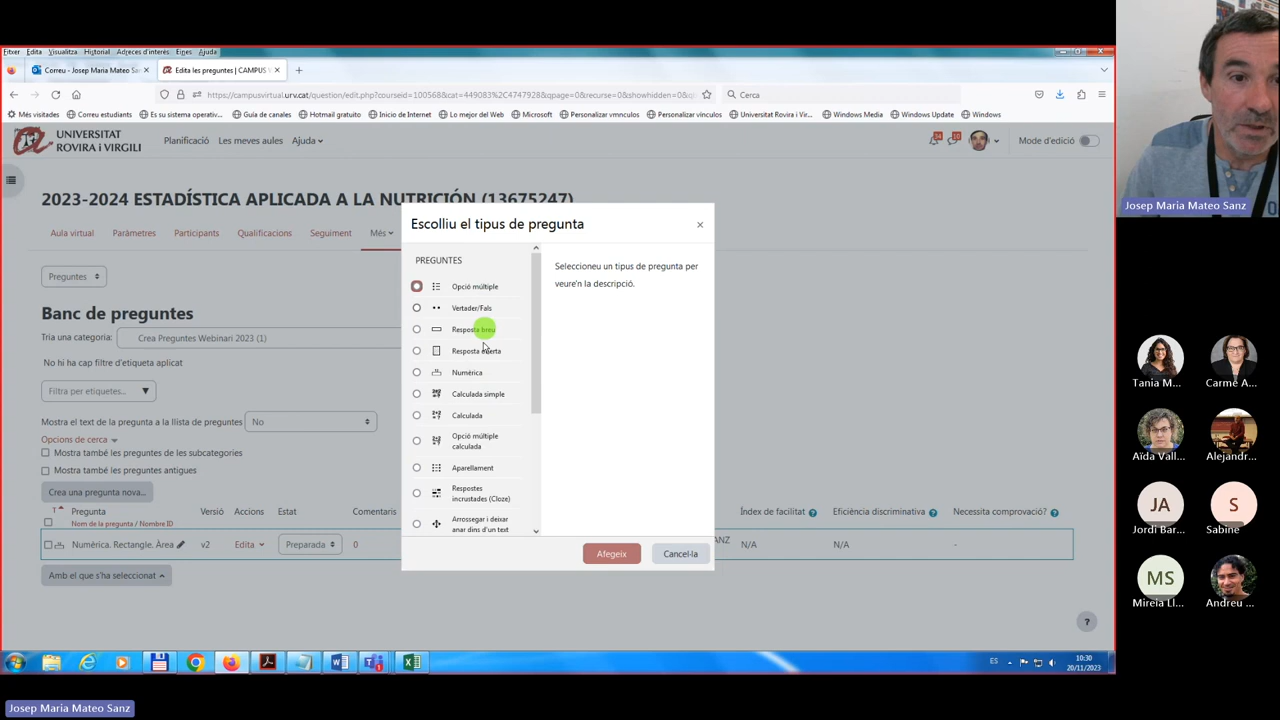 Fitxer Edita Visualitza Historial Adreces d'interès Eines Ajuda
Correu - Josep Maria Mateo San
Edita les preguntes | CAMPUS V
https://campusvirtual.urv.cat/question/edit.php?courseid=100568&cat=449083%2C4747928&qpage=0&recurse=0&showhidden=0&q
Cerca
Més visitades Correu estudiants Es su sistema operativ... Guia de canales Hotmail gratuito Inicio de Internet Lo mejor del Web Microsoft Personalizar vmnculos Personalizar vínculos Universitat Rovira i Vir... Windows Media Windows Update Windows
UNIVERSITAT
ROVIRA i VIRGILI
Planificació Les meves aules Ajuda
Mode d'edició
2023-2024 ESTADÍSTICA APLICADA A LA NUTRICIÓN (13675247)
Aula virtual Paràmetres Participants Qualificacions Seguiment Més
Preguntes
Banc de preguntes
Tria una categoria: Crea Preguntes Webinari 2023 (1)
No hi ha cap filtre d'etiqueta aplicat
Filtra per etiquetes... ▼
Mostra el text de la pregunta a la llista de preguntes No
Opcions de cerca
Mostra també les preguntes de les subcategories
Mostra també les preguntes antigues
Crea una pregunta nova...
T Pregunta Versió Accions Estat Comentaris Índex de facilitat Eficiència discriminativa Necessita comprovació?
Nom de la pregunta / Nombre ID
Numèrica. Rectangle. Àrea v2 Edita Preparada 0 ANZ N/A N/A -
Amb el que s'ha seleccionat
Escolliu el tipus de pregunta
×
PREGUNTES
Opció múltiple
Vertader/Fals
Resposta breu
Resposta oberta
Numèrica
Calculada simple
Calculada
Opció múltiple
calculada
Aparellament
Respostes
incrustades (Cloze)
Arrossegar i deixar
anar dins d'un text
Seleccioneu un tipus de pregunta per
veure'n la descripció.
Afegeix
Cancel·la
?
ES
10:30
20/11/2023
Josep Maria Mateo Sanz
Tania M...
Carme A...
Aïda Vall...
Alejandr...
JA
Jordi Bar...
S
Sabine
MS
Mireia Ll...
Andreu ...
Josep Maria Mateo Sanz